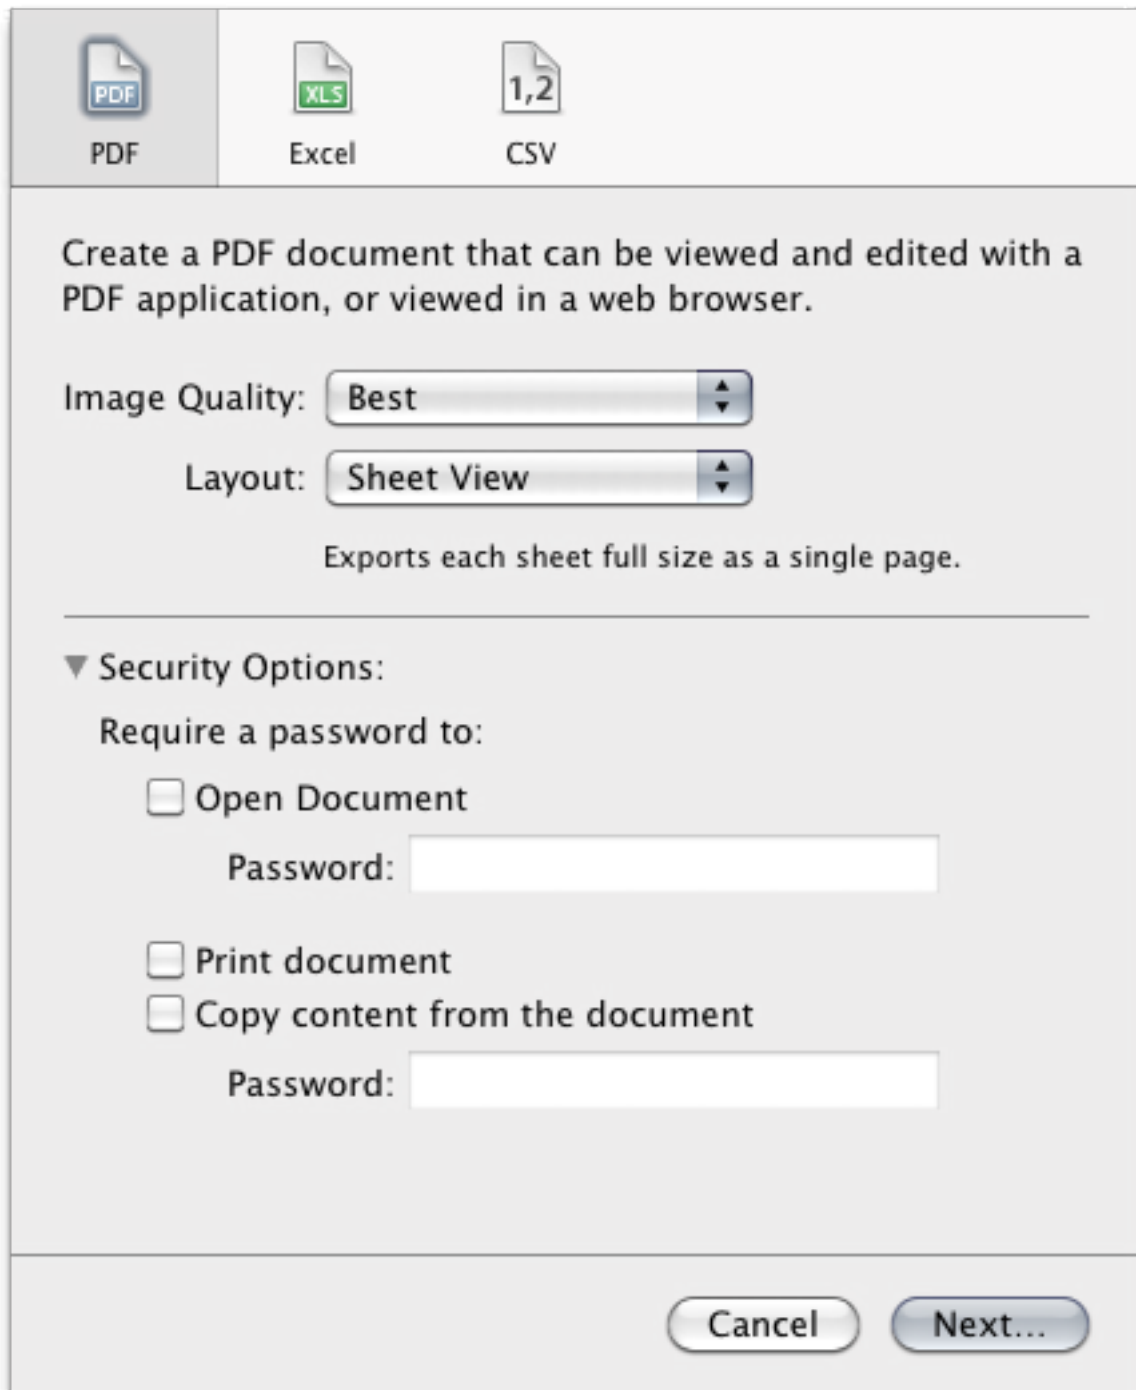 PDF
XLS
1,2
PDF
Excel
CSV
Create a PDF document that can be viewed and edited with a
PDF application, or viewed in a web browser.
Image Quality: Best
Layout: Sheet View
Exports each sheet full size as a single page.
Security Options:
Require a password to:
Open Document
Password:
Print document
Copy content from the document
Password:
Cancel
Next...